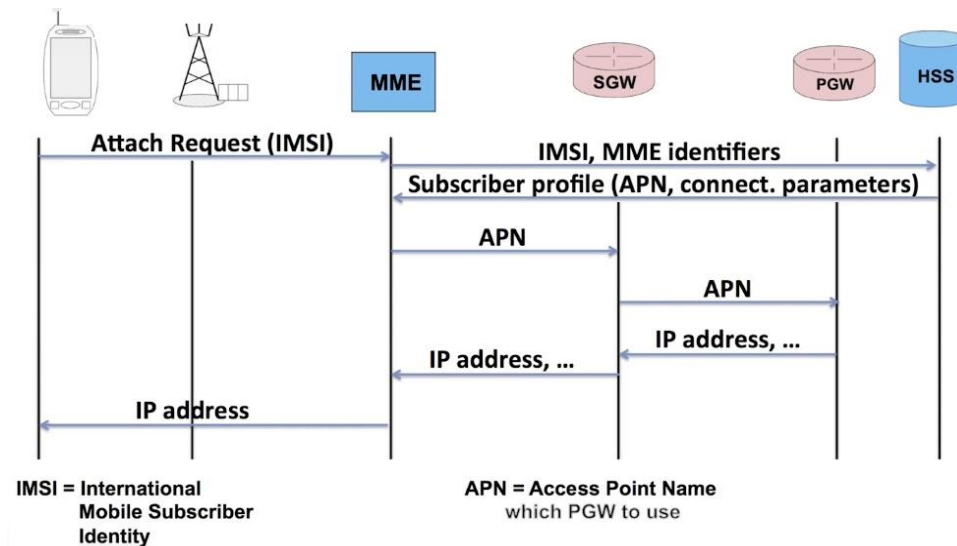 MME
SGW
PGW
HSS
Attach Request (IMSI)
IMSI, MME identifiers
Subscriber profile (APN, connect. parameters)
APN
APN
IP address, ...
IP address, ...
IP address
IMSI = International
Mobile Subscriber
Identity
APN = Access Point Name
which PGW to use